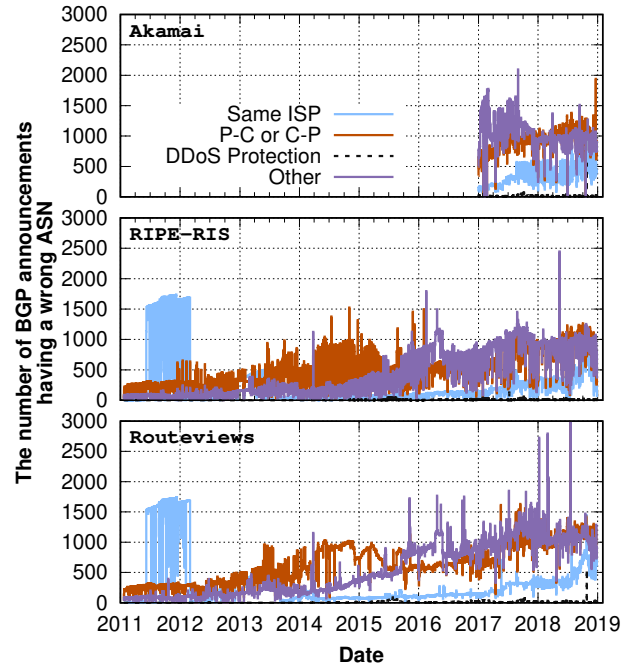 The number of BGP announcements
having a wrong ASN
Akamai
3000
2500
2000
1500
1000
500
0
Same ISP
P-C or C-P
DDoS Protection
Other
RIPE-RIS
3000
2500
2000
1500
1000
500
0
Routeviews
3000
2500
2000
1500
1000
500
0
2011 2012 2013 2014 2015 2016 2017 2018 2019
Date